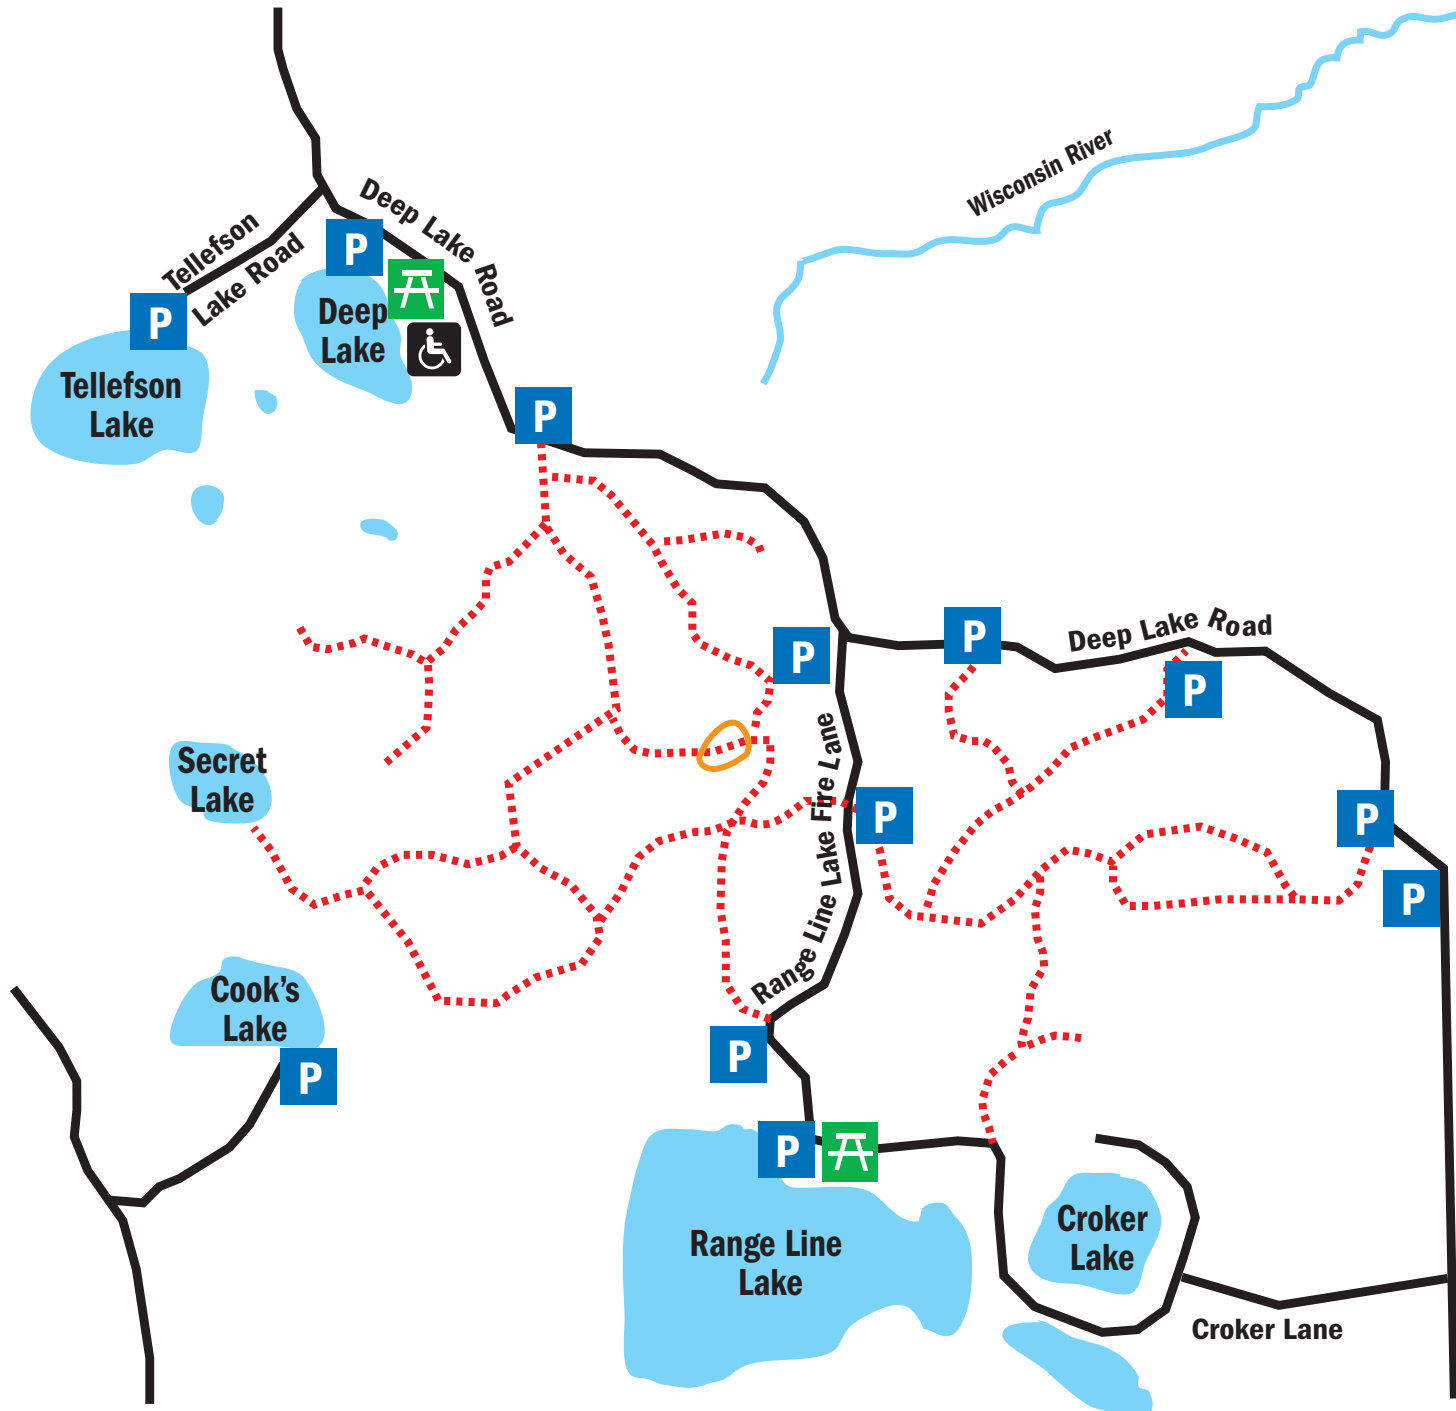 Wisconsin River
Deep Lake Road
Tellefson
Lake Road
P
P
Deep
Lake
Tellefson
Lake
P
Deep Lake Road
P
P
P
Range Line Lake Fire Lane
Secret
Lake
P
P
P
Cook's
Lake
P
P
P
Range Line
Lake
Croker
Lake
Croker Lane